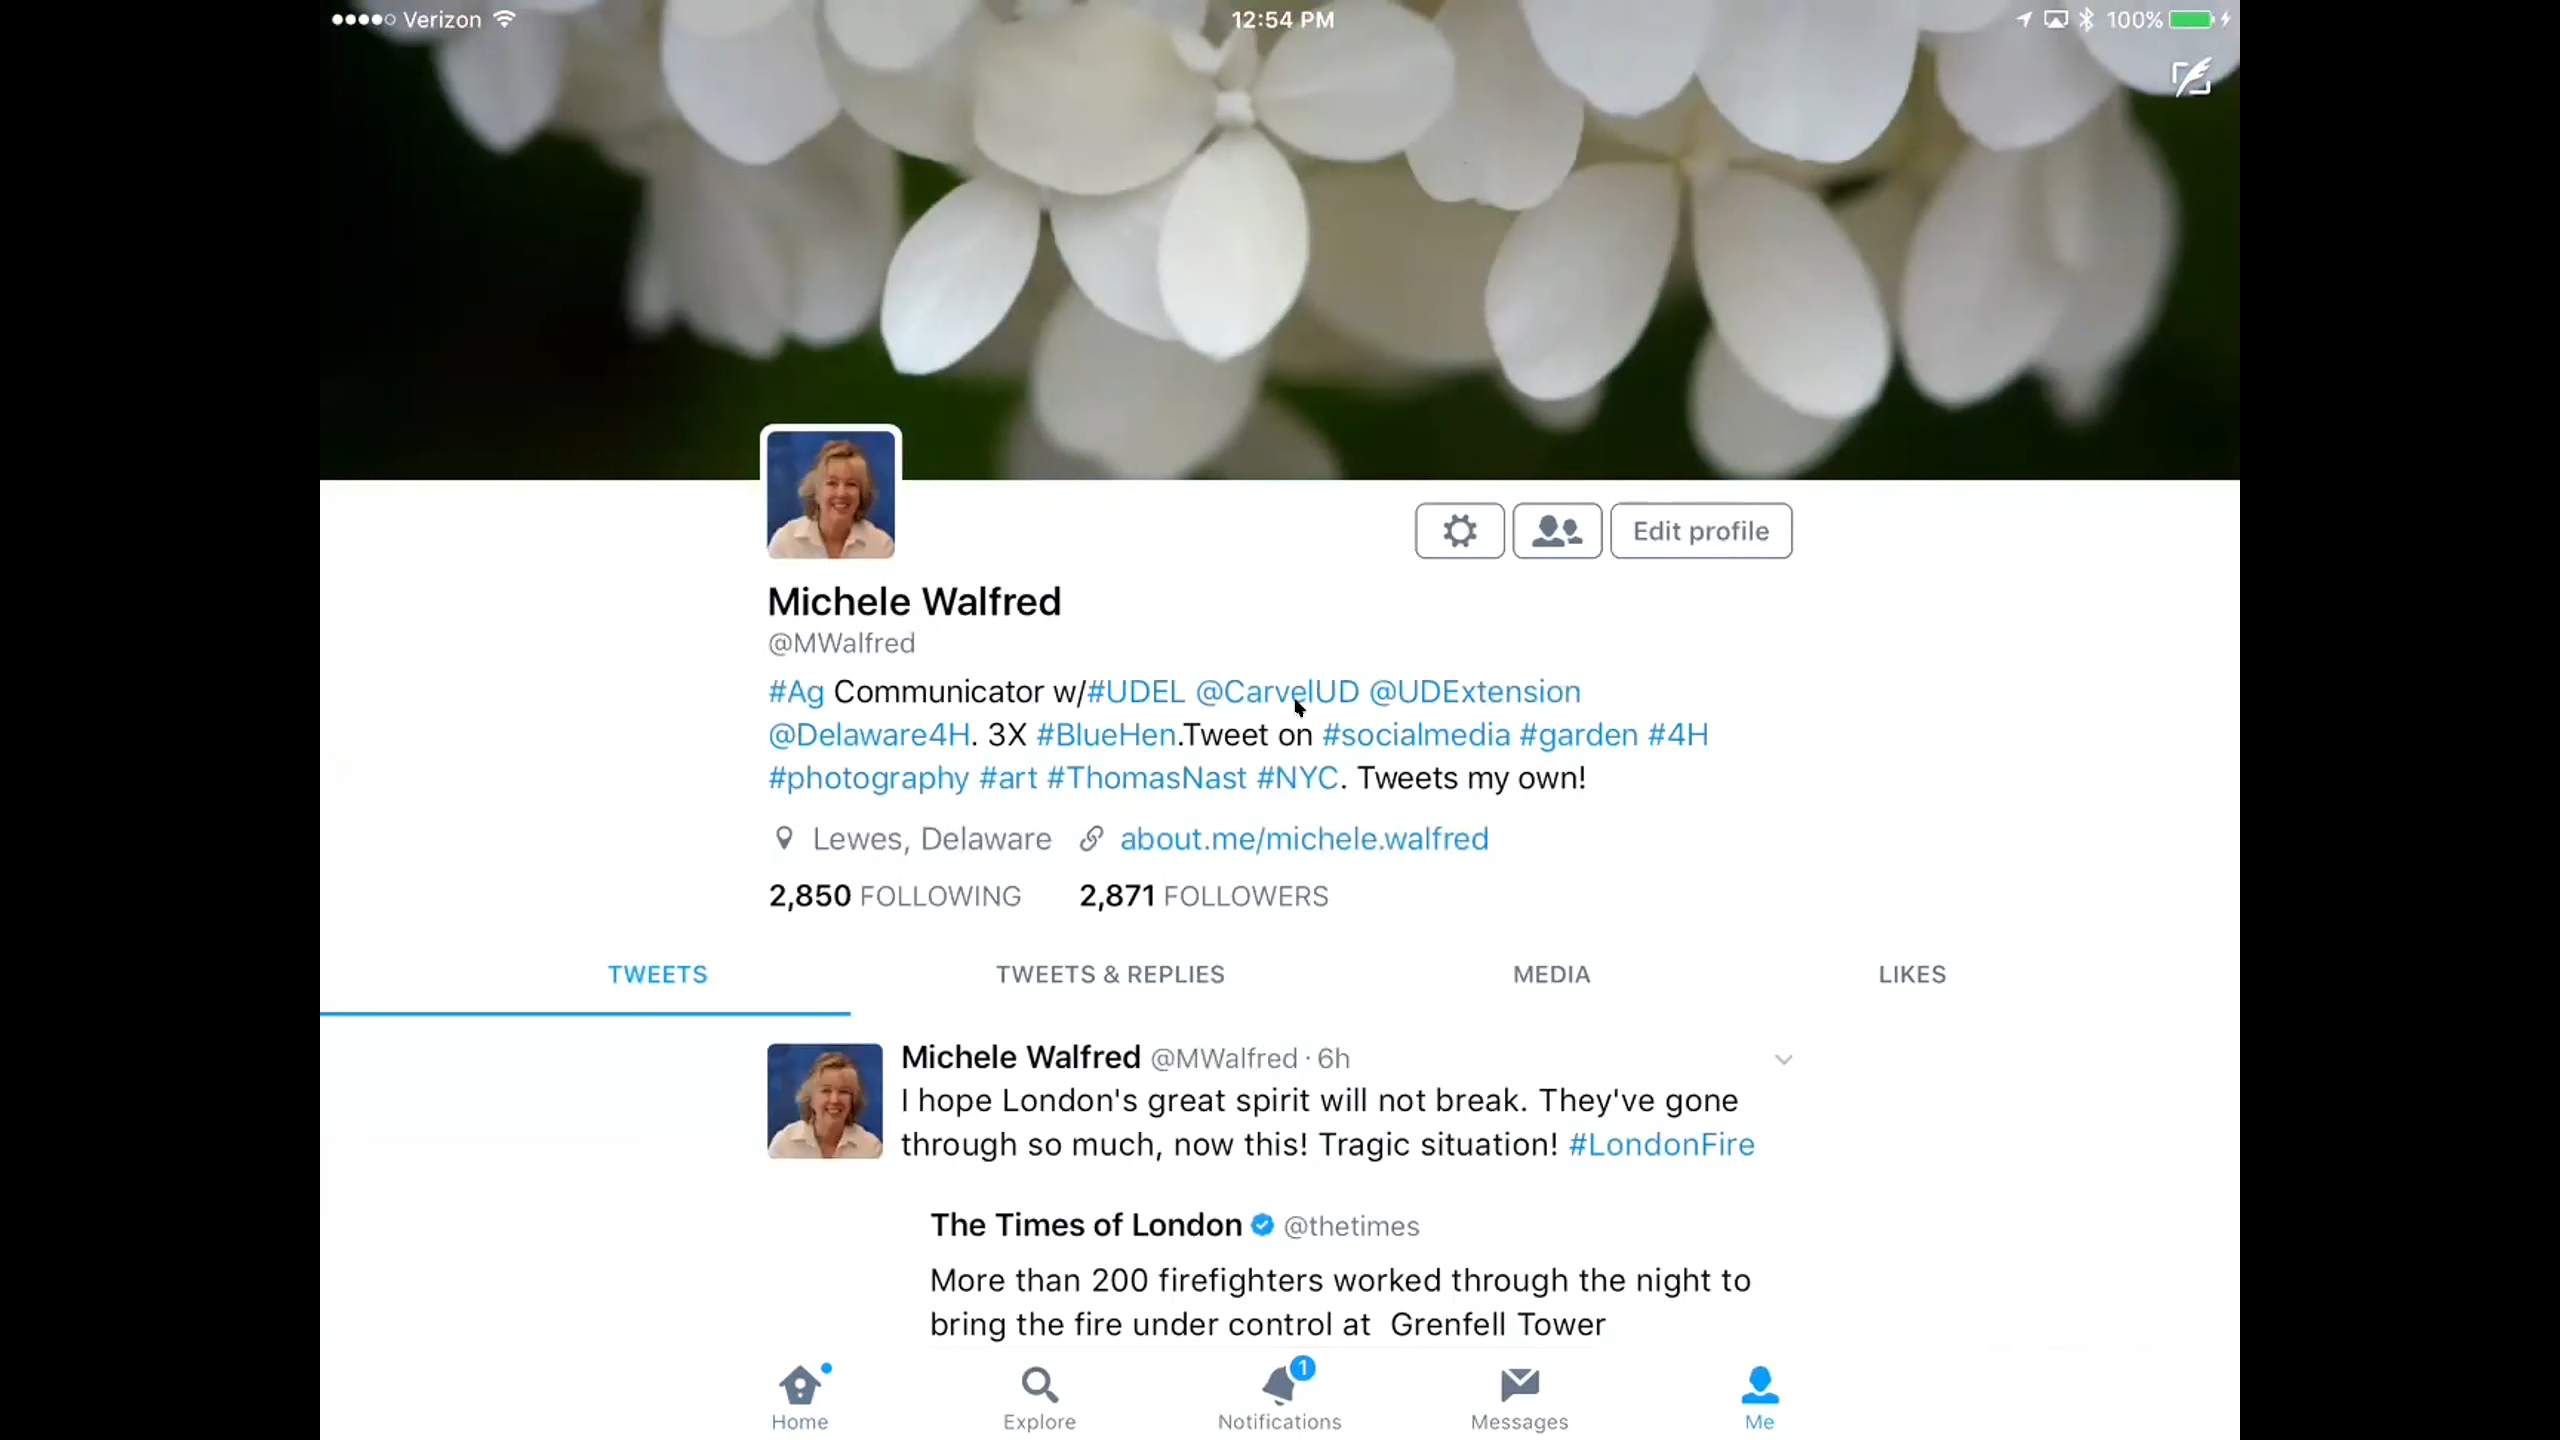 Verizon 12:54 PM 100%
Edit profile
Michele Walfred
@MWalfred
#Ag Communicator w/#UDEL @CarvelUD @UDExtension
@Delaware4H. 3X #BlueHen.Tweet on #socialmedia #garden #4H
#photography #art #ThomasNast #NYC. Tweets my own!
Lewes, Delaware about.me/michele.walfred
2,850 FOLLOWING 2,871 FOLLOWERS
TWEETS TWEETS & REPLIES MEDIA LIKES
Michele Walfred @MWalfred · 6h
I hope London's great spirit will not break. They've gone
through so much, now this! Tragic situation! #LondonFire
The Times of London @thetimes
More than 200 firefighters worked through the night to
bring the fire under control at Grenfell Tower
1
Home Explore Notifications Messages Me